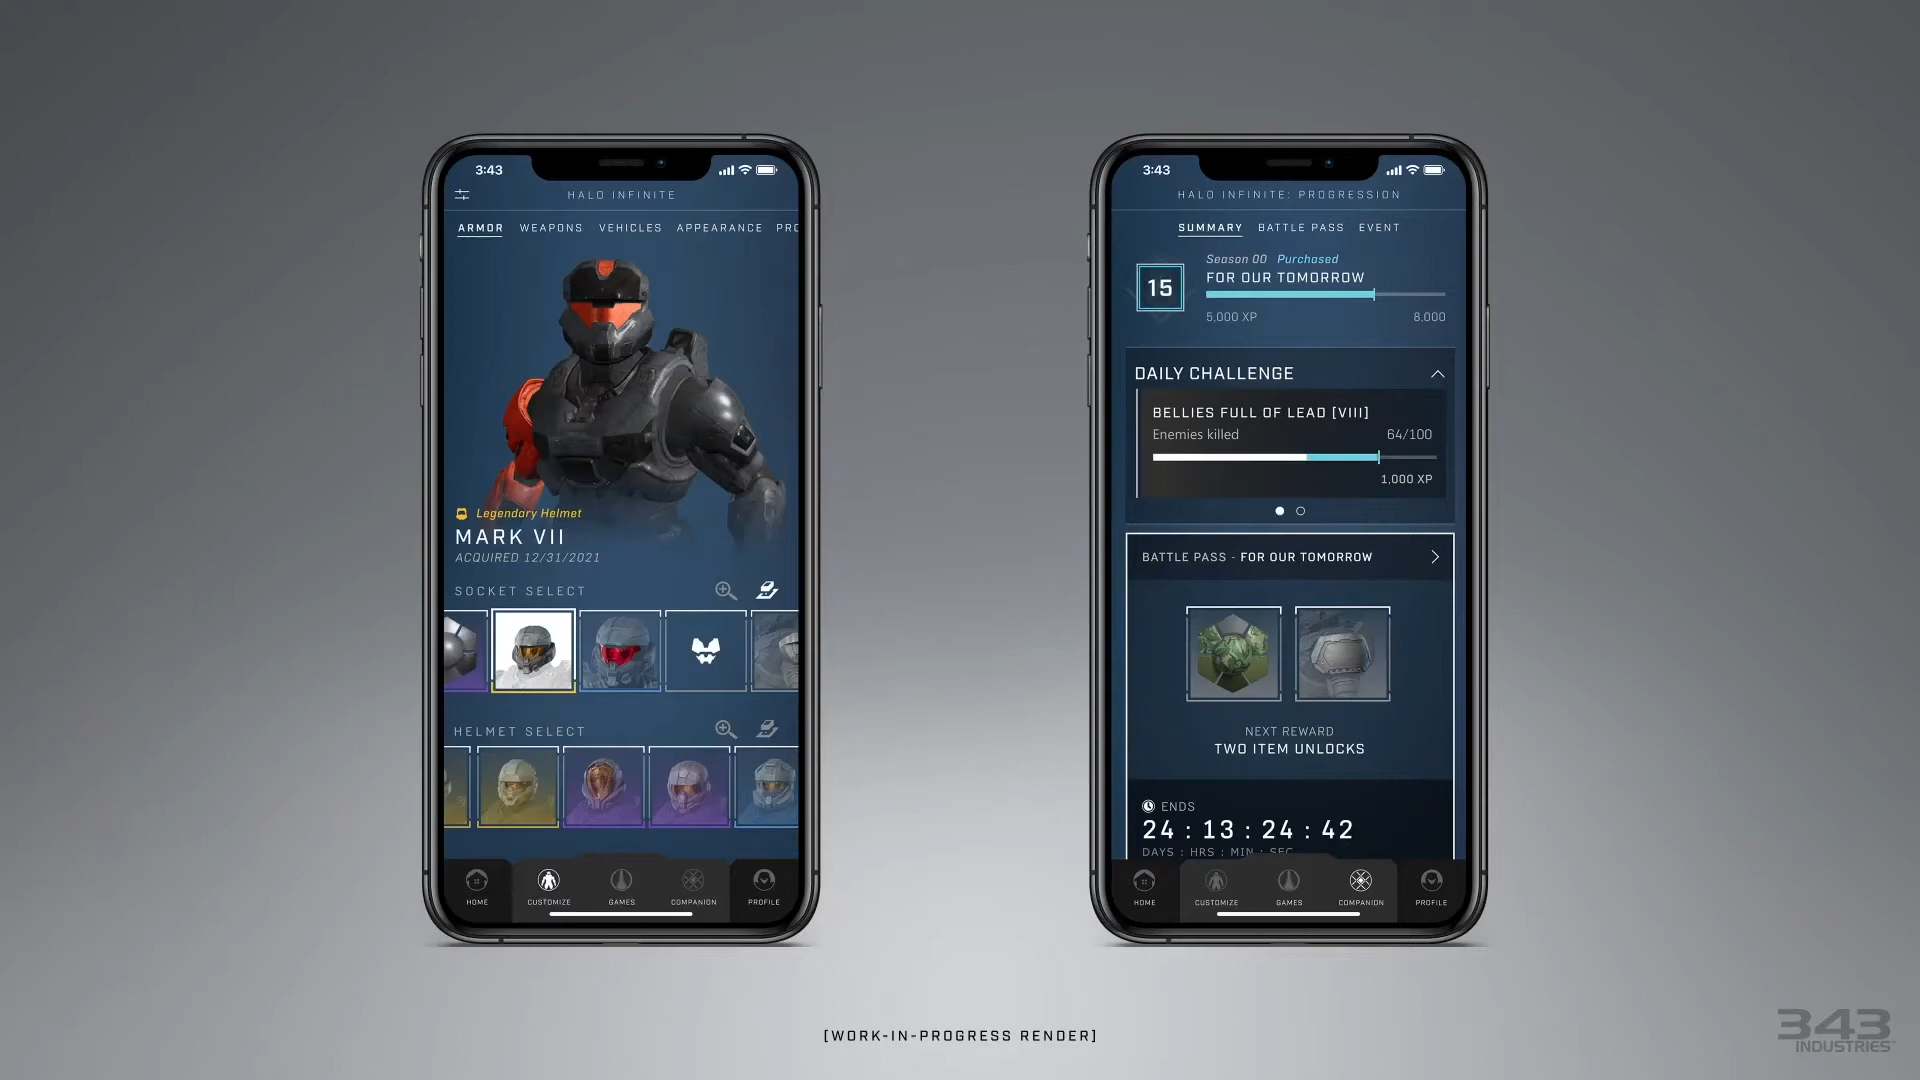 3:43
HALO INFINITE
ARMOR WEAPONS VEHICLES APPEARANCE PRO
Legendary Helmet
MARK VII
ACQUIRED 12/31/2021
SOCKET SELECT
HELMET SELECT
HOME CUSTOMIZE GAMES COMPANION PROFILE
3:43
HALO INFINITE: PROGRESSION
SUMMARY BATTLE PASS EVENT
Season 00 Purchased
15 FOR OUR TOMORROW
5,000 XP 8,000
DAILY CHALLENGE
BELLIES FULL OF LEAD [VIII]
Enemies killed 64/100
1,000 XP
BATTLE PASS - FOR OUR TOMORROW
NEXT REWARD
TWO ITEM UNLOCKS
ENDS
24 : 13 : 24 : 42
DAYS : HRS : MIN : SEC
HOME CUSTOMIZE GAMES COMPANION PROFILE
[WORK-IN-PROGRESS RENDER]
343
INDUSTRIES